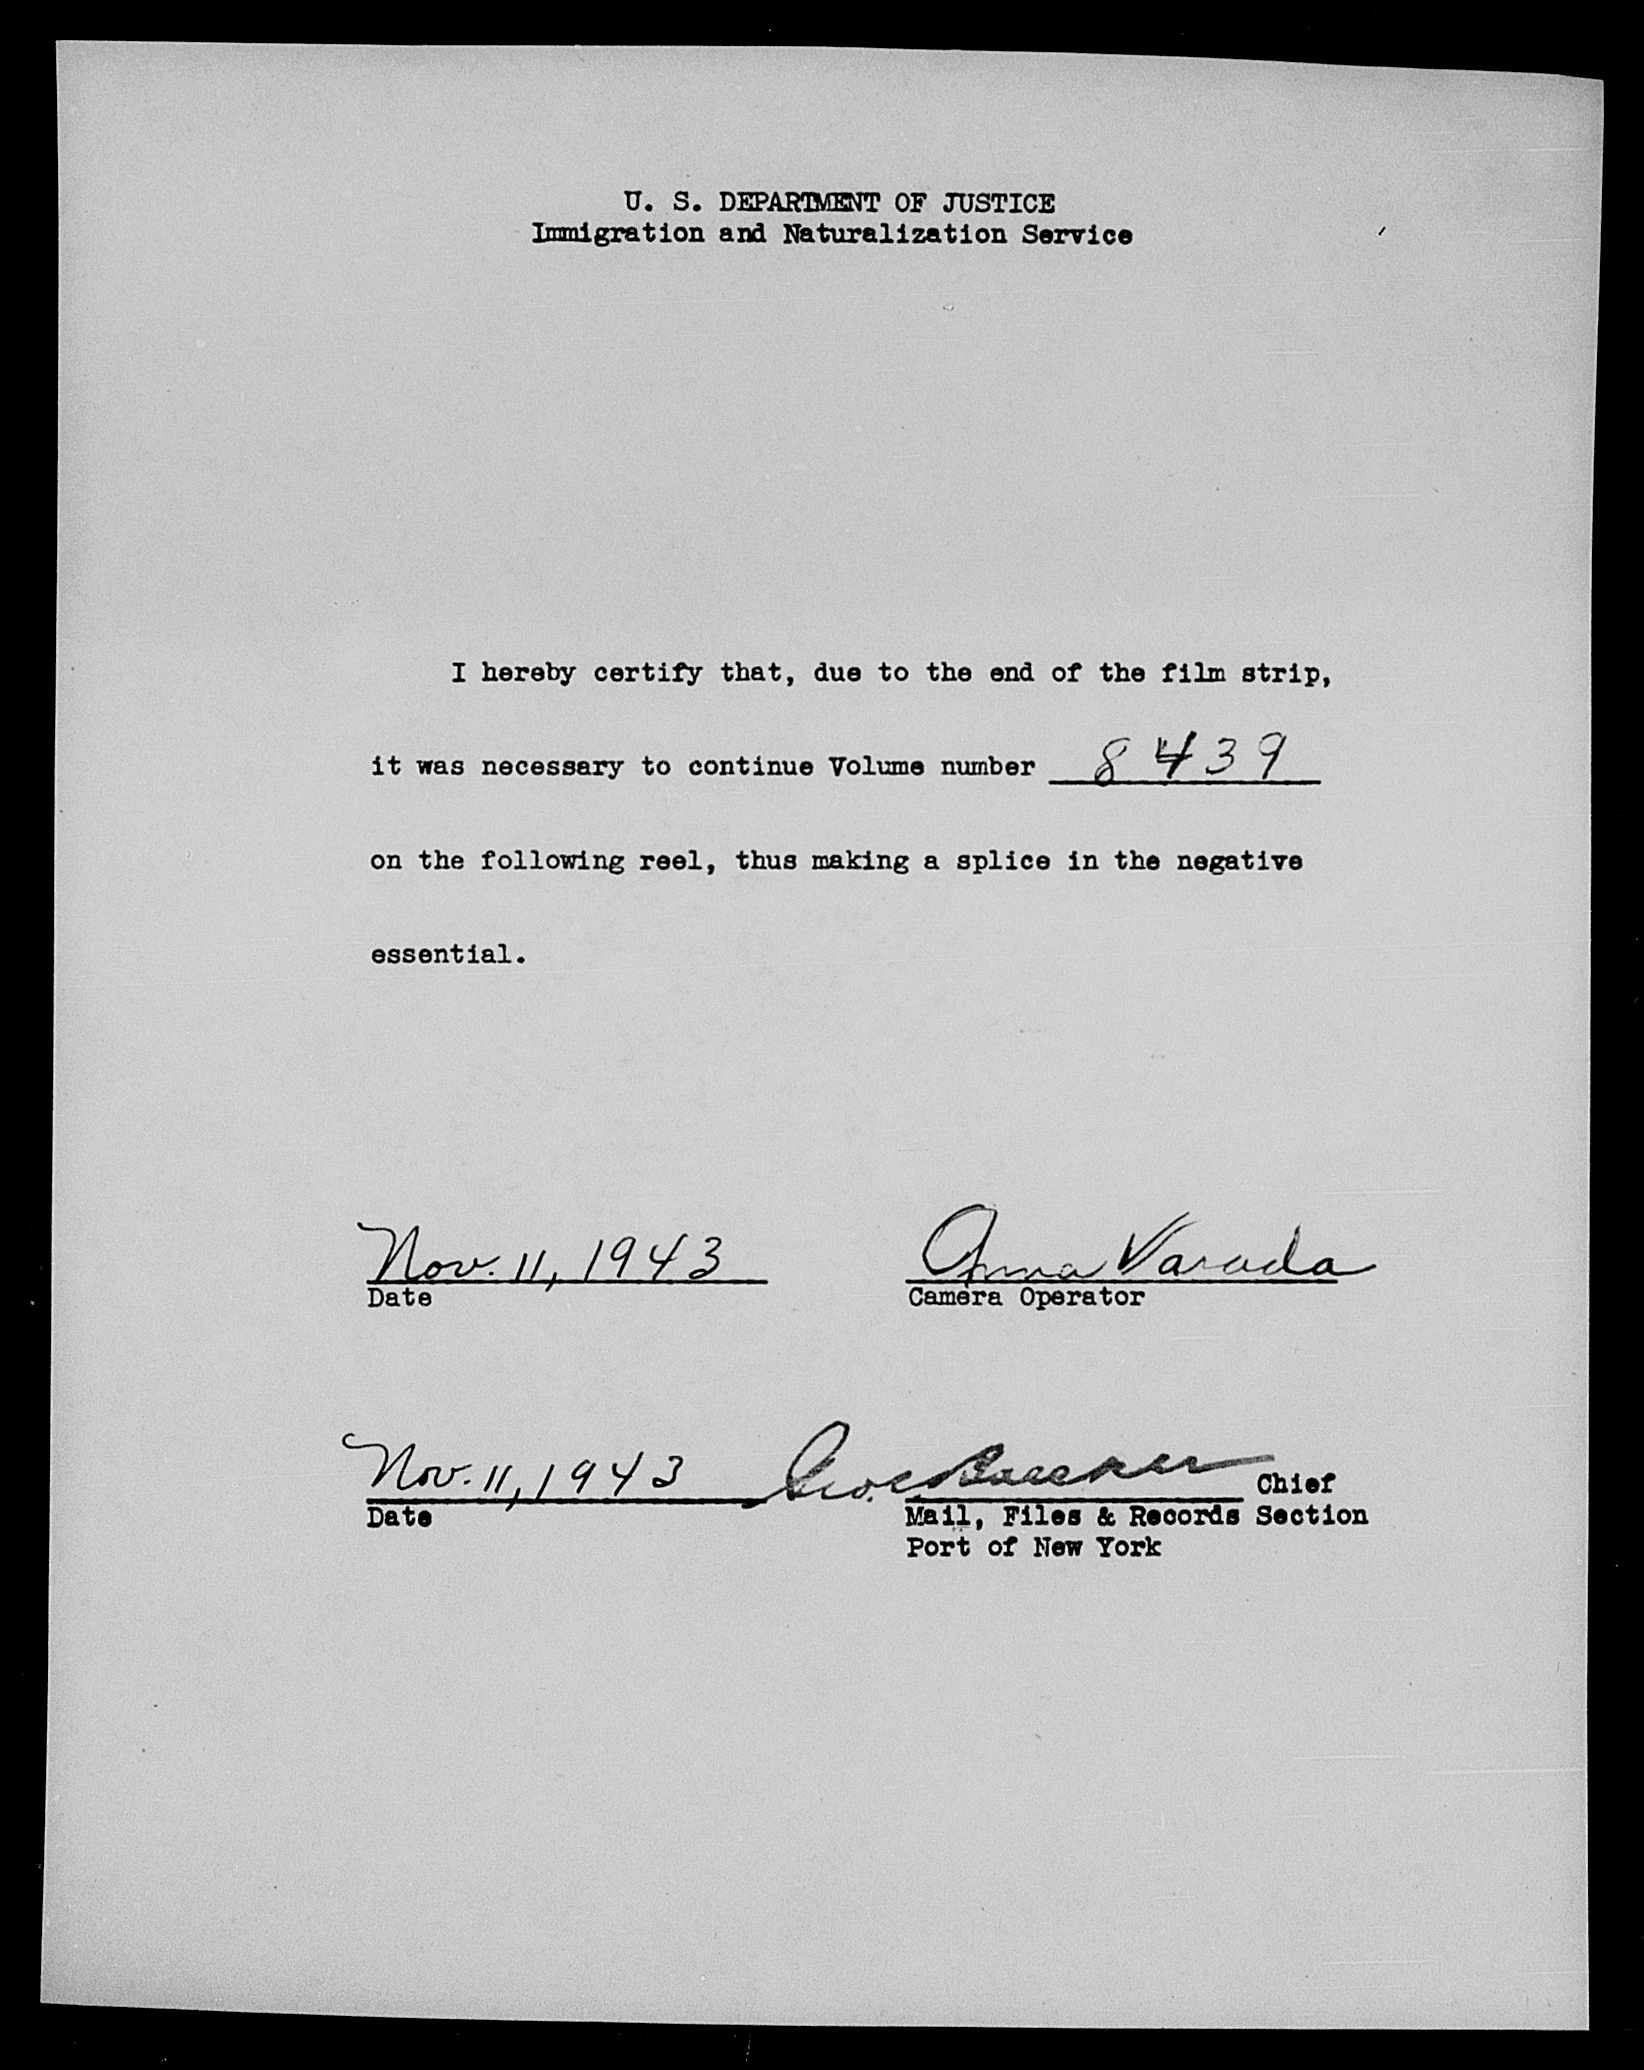 U. S. DEPARTMENT OF JUSTICE
Immigration and Naturalization Service
I hereby certify that, due to the end of the film strip,
it was necessary to continue Volume number 8439
on the following reel, thus making a splice in the negative
essential.
Nov. 11, 1943 Anna Varada
Date Camera Operator
Nov. 11, 1943 Geo. Chief
Date Mail, Files & Records Section
Port of New York